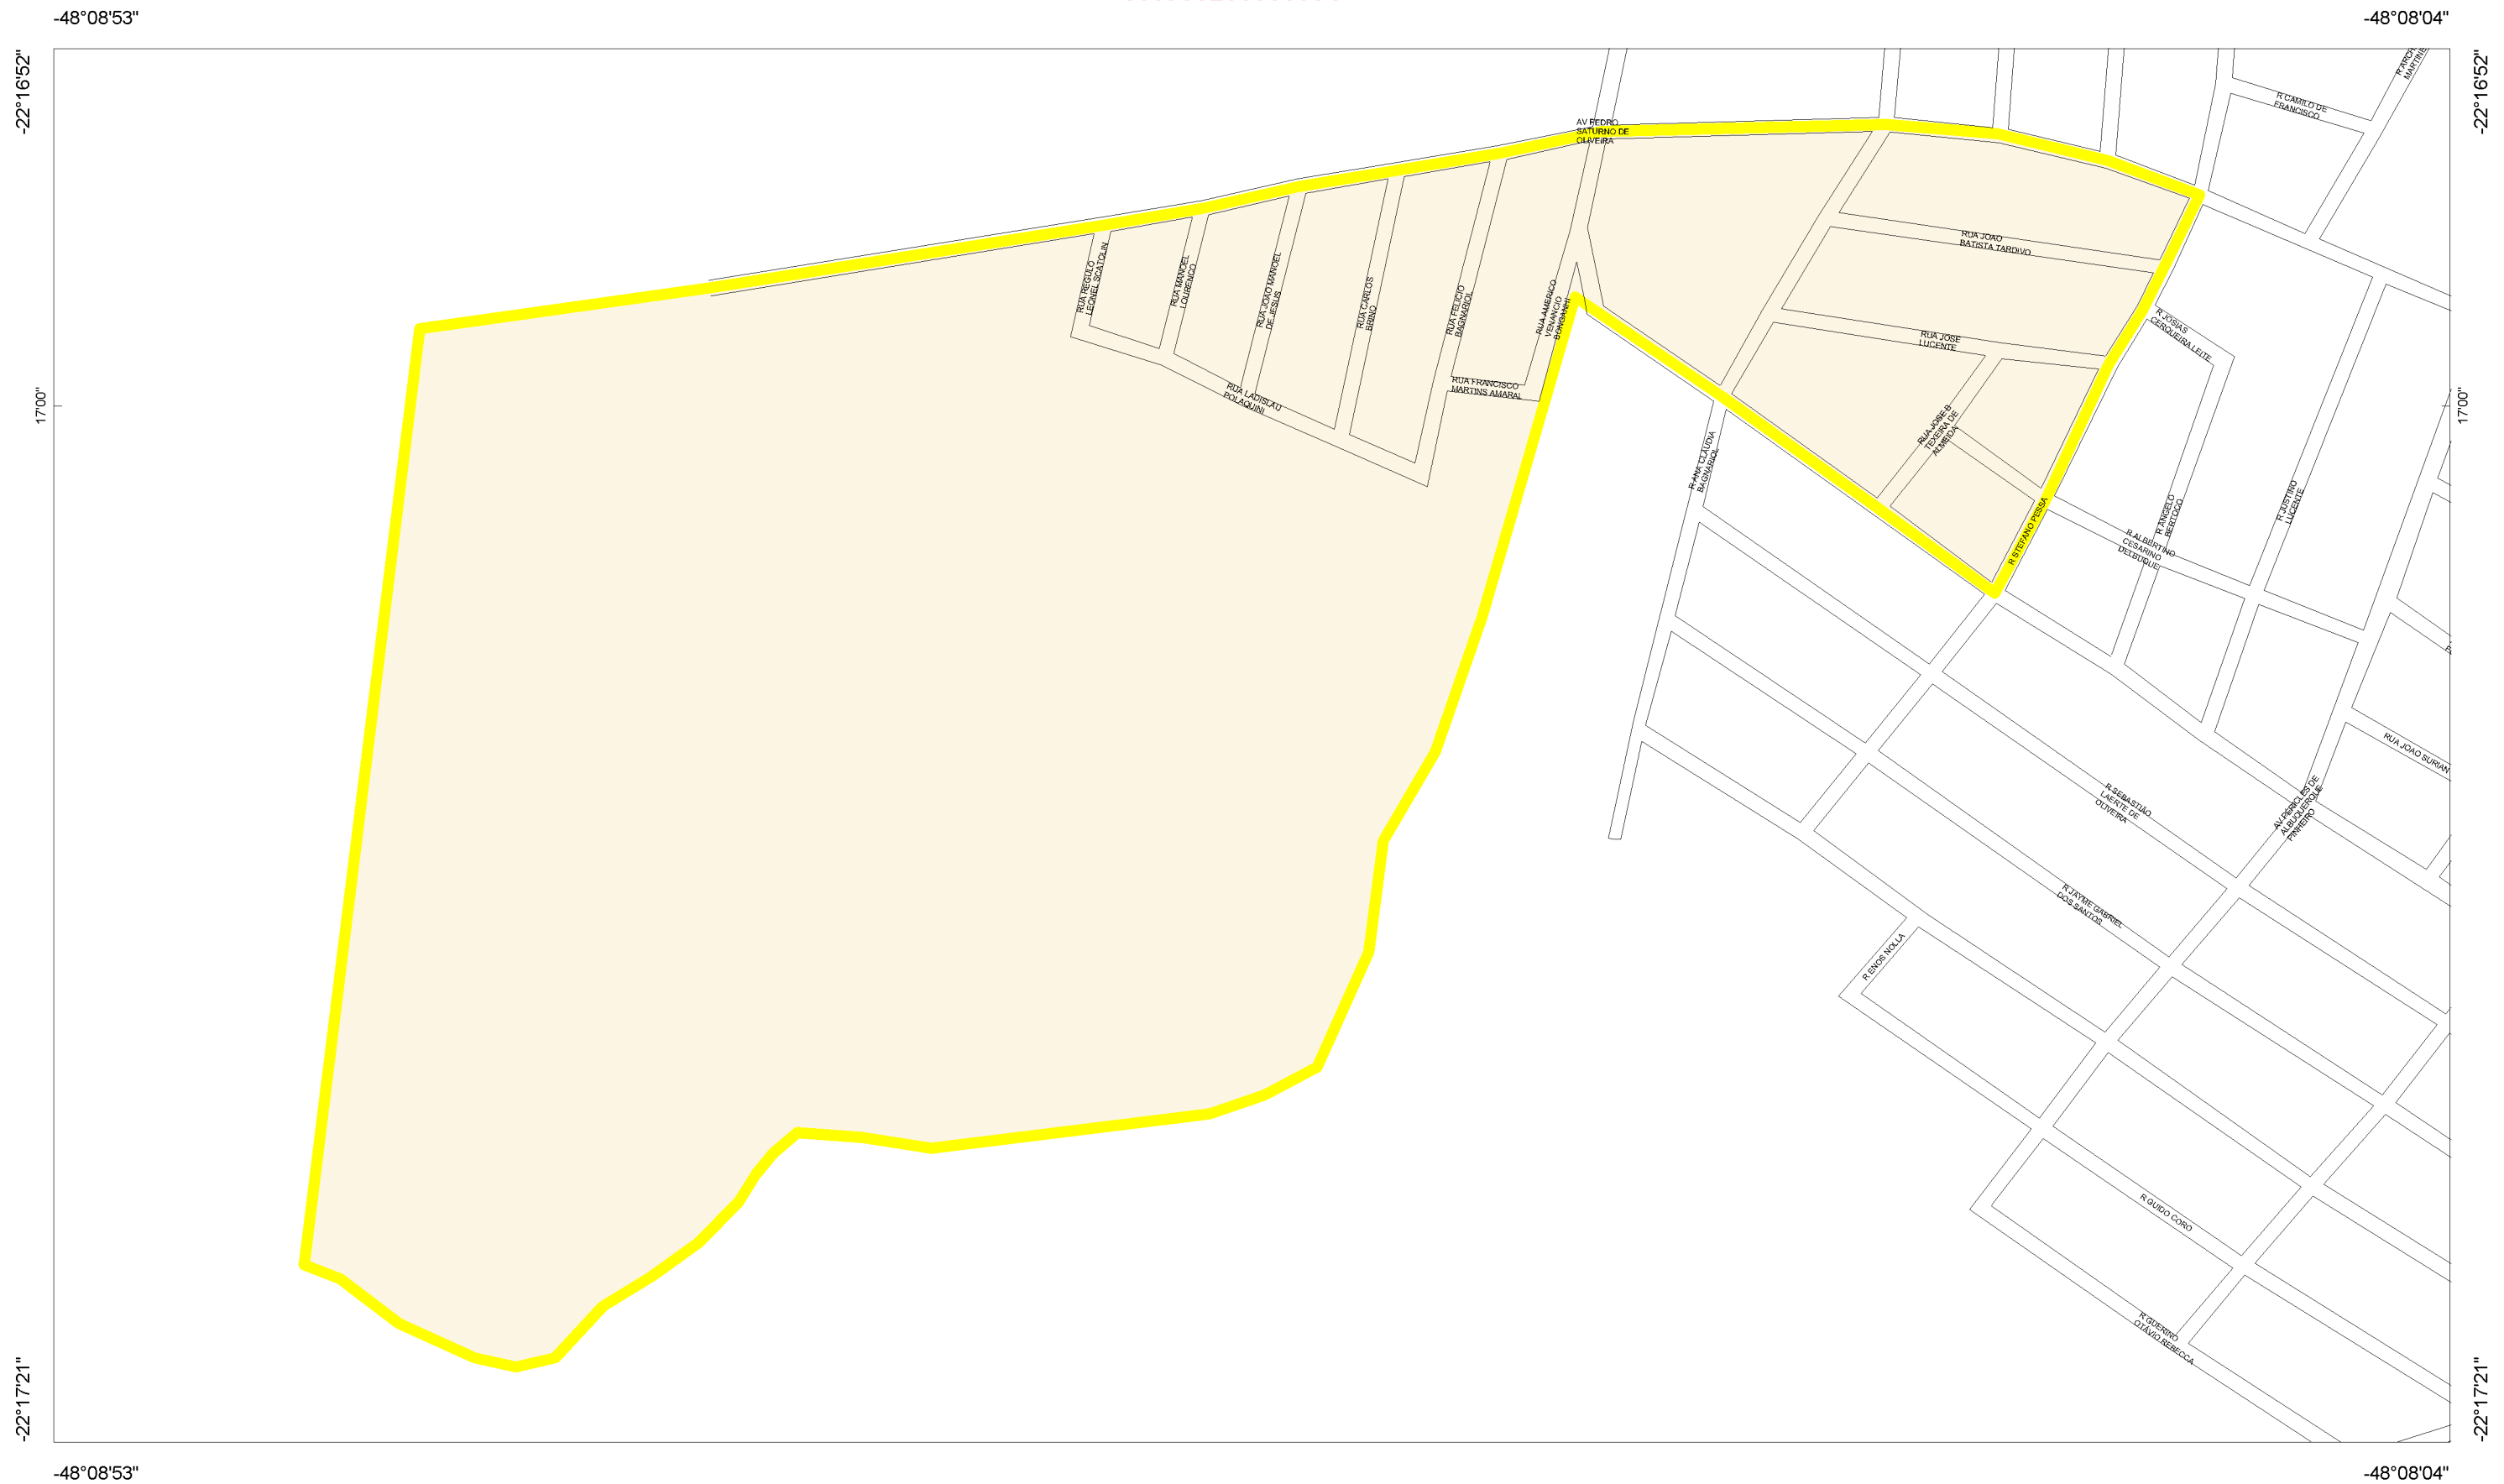 -48°08'53"
-48°08'04"
-22°16'52"
-22°16'52"
R CAMILO DE
FRANCISCO
AV PEDRO
SATURNO DE
OLIVEIRA
RUA JOAO
BATISTA TARDIVO
RUA REGULO
LEONEL SCATOLIN
RUA MANOEL
LOURENCO
RUA JOAO MANOEL
DE JESUS
RUA CARLOS
BRINO
RUA FELICIO
BAGNARIOL
RUA AMERICO
VENANCIO
BONGANHI
R JOSIAS
CERQUEIRA LEITE
RUA JOSE
LUCENTE
RUA LADISLAU
POLAQUINI
RUA FRANCISCO
MARTINS AMARAL
17'00"
17'00"
RUA JOSE B
TEXEIRA DE
ALMEIDA
R ANA CLAUDIA
BAGNARIOL
R STEFANO PESSA
R ANGELO
BERTOCO
R JUSTINO
LUCENTE
R ALBERTINO
CESARINO
DELBUQUE
RUA JOAO SURIAN
R SEBASTIÃO
LAERTE DE
OLIVEIRA
AV PERICLES DE
ALBUQUERQUE
PINHEIRO
R JAYME GABRIEL
DOS SANTOS
R ENOS NOLLA
R GUIDO CORO
R GUERINO
OTÁVIO REBECCA
-22°17'21"
-22°17'21"
-48°08'53"
-48°08'04"